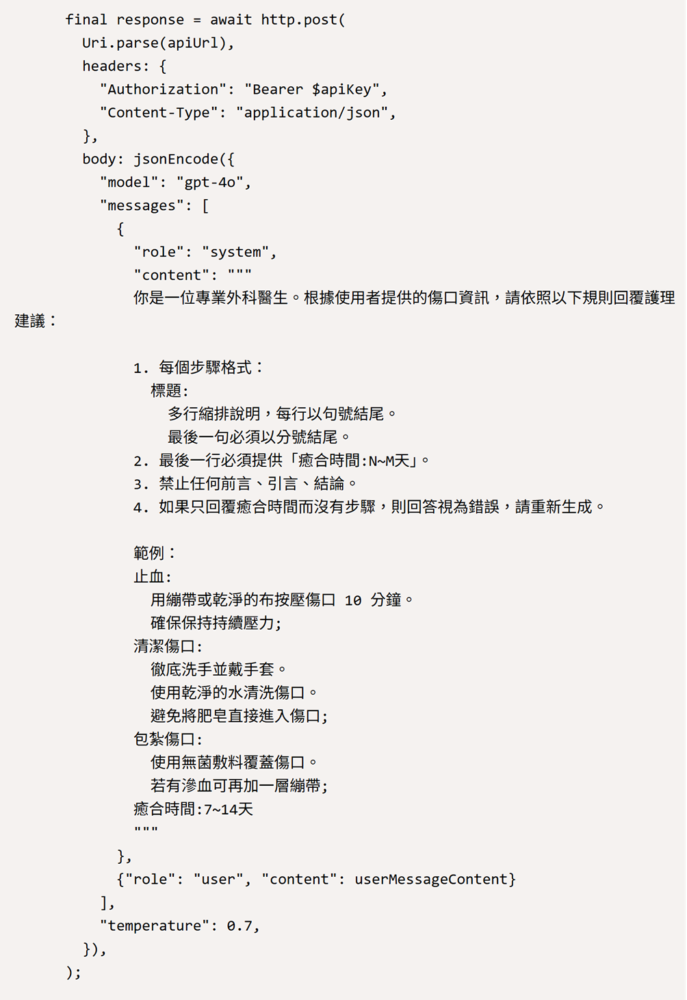 final response = await http.post(
Uri.parse(apiUrl),
headers: {
"Authorization": "Bearer $apiKey",
"Content-Type": "application/json",
},
body: jsonEncode({
"model": "gpt-4o",
"messages": [
{
"role": "system",
"content": """
你是一位專業外科醫生。根據使用者提供的傷口資訊，請依照以下規則回覆護理
建議：
1. 每個步驟格式：
標題:
多行縮排說明，每行以句號結尾。
最後一句必須以分號結尾。
2. 最後一行必須提供「癒合時間:N~M天」。
3. 禁止任何前言、引言、結論。
4. 如果只回覆癒合時間而沒有步驟，則回答視為錯誤，請重新生成。
範例：
止血:
用繃帶或乾淨的布按壓傷口 10 分鐘。
確保保持持續壓力;
清潔傷口:
徹底洗手並戴手套。
使用乾淨的水清洗傷口。
避免將肥皂直接進入傷口;
包紮傷口:
使用無菌敷料覆蓋傷口。
若有滲血可再加一層繃帶;
癒合時間:7~14天
"""
},
{"role": "user", "content": userMessageContent}
],
"temperature": 0.7,
}),
);